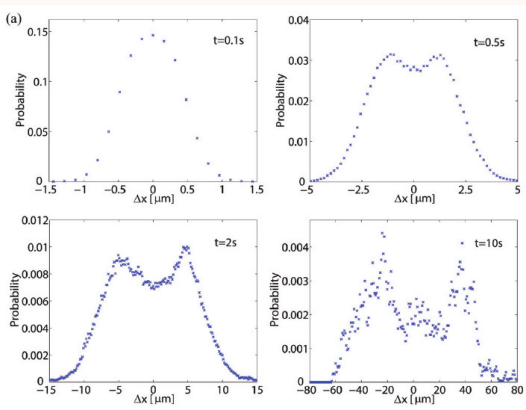 (a)
0.15
0.10
0.05
0
Probability
t=0.1s
−1.5 −1 −0.5 0 0.5 1 1.5
Δx [μm]
0.04
0.03
0.02
0.01
0
Probability
t=0.5s
−5 −2.5 0 2.5 5
Δx [μm]
0.012
0.01
0.008
0.006
0.004
0.002
0
Probability
t=2s
−15 −10 −5 0 5 10 15
Δx [μm]
0.004
0.003
0.002
0.001
0
Probability
t=10s
−80 −60 −40 −20 0 20 40 60 80
Δx [μm]